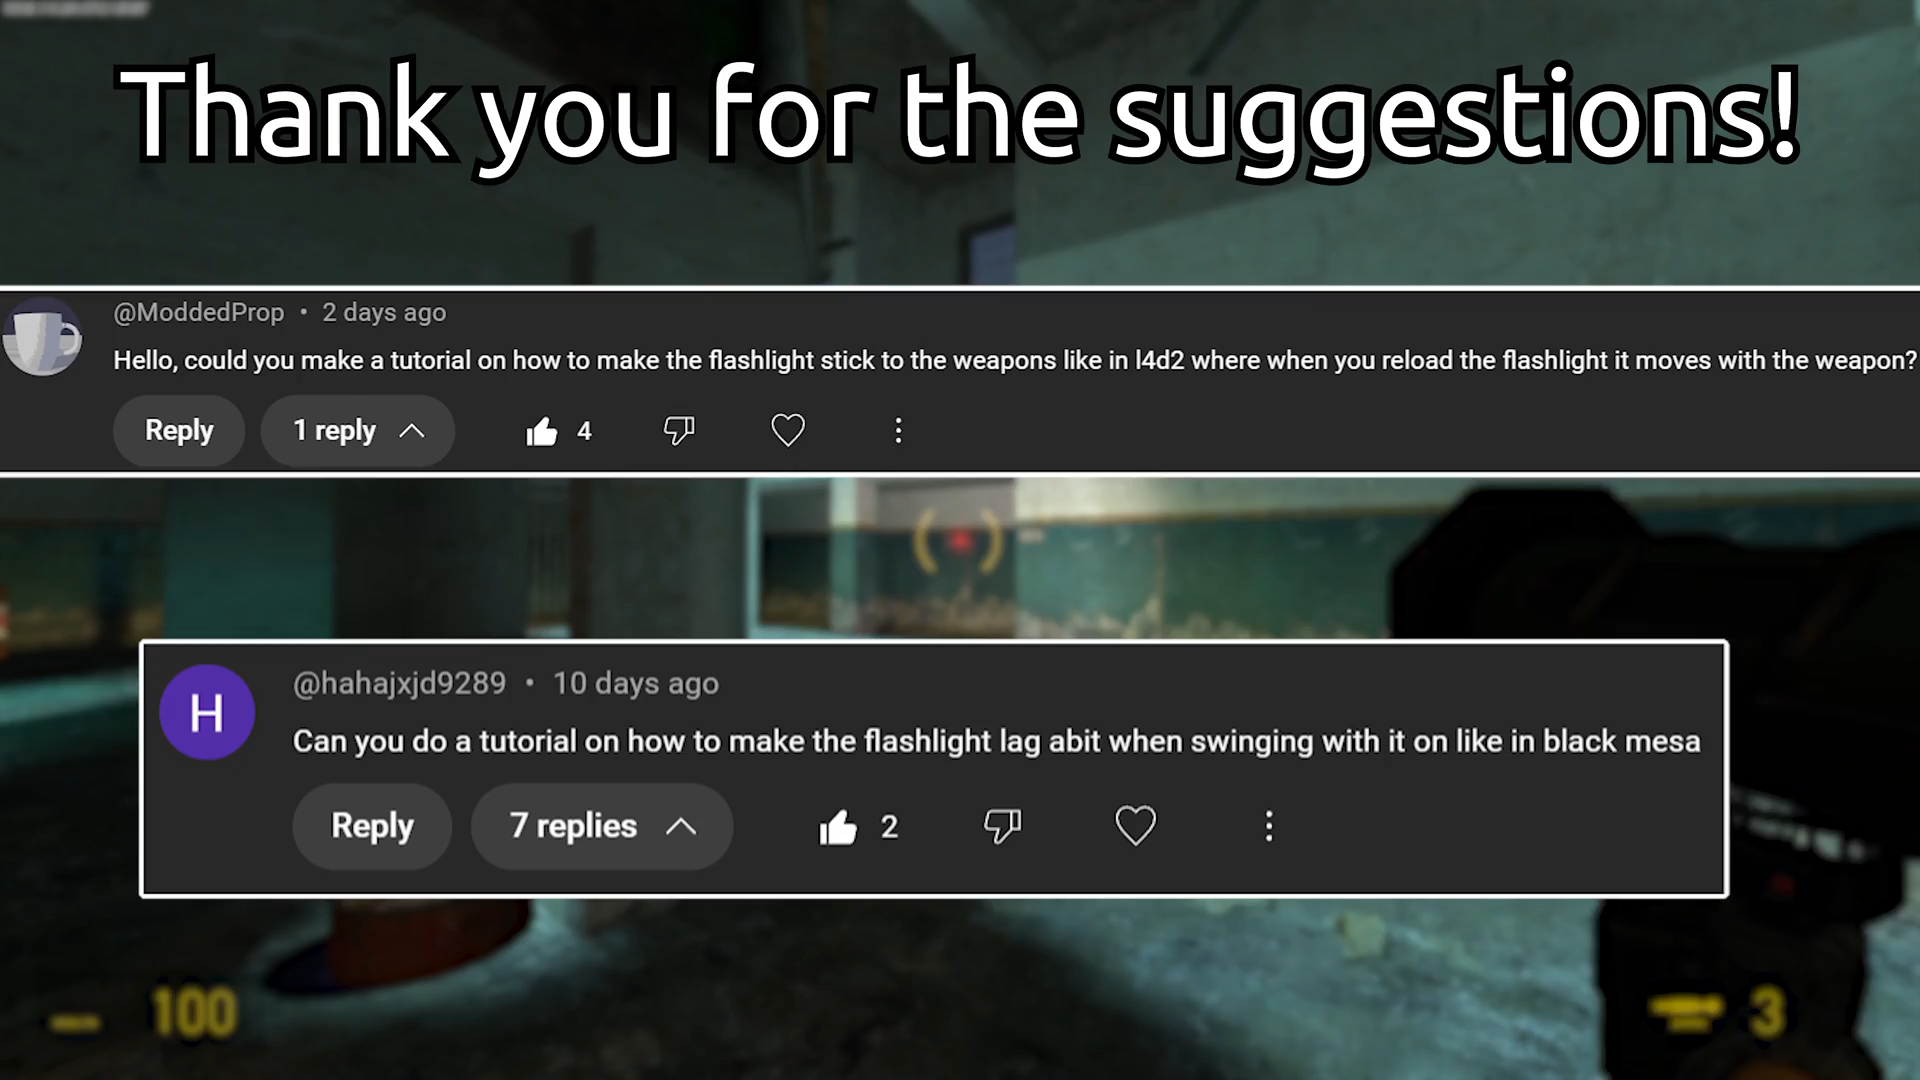 Thank you for the suggestions!
@ModdedProp • 2 days ago
Hello, could you make a tutorial on how to make the flashlight stick to the weapons like in l4d2 where when you reload the flashlight it moves with the weapon?
Reply 1 reply 4
H
@hahajxjd9289 • 10 days ago
Can you do a tutorial on how to make the flashlight lag abit when swinging with it on like in black mesa
Reply 7 replies 2
100 3